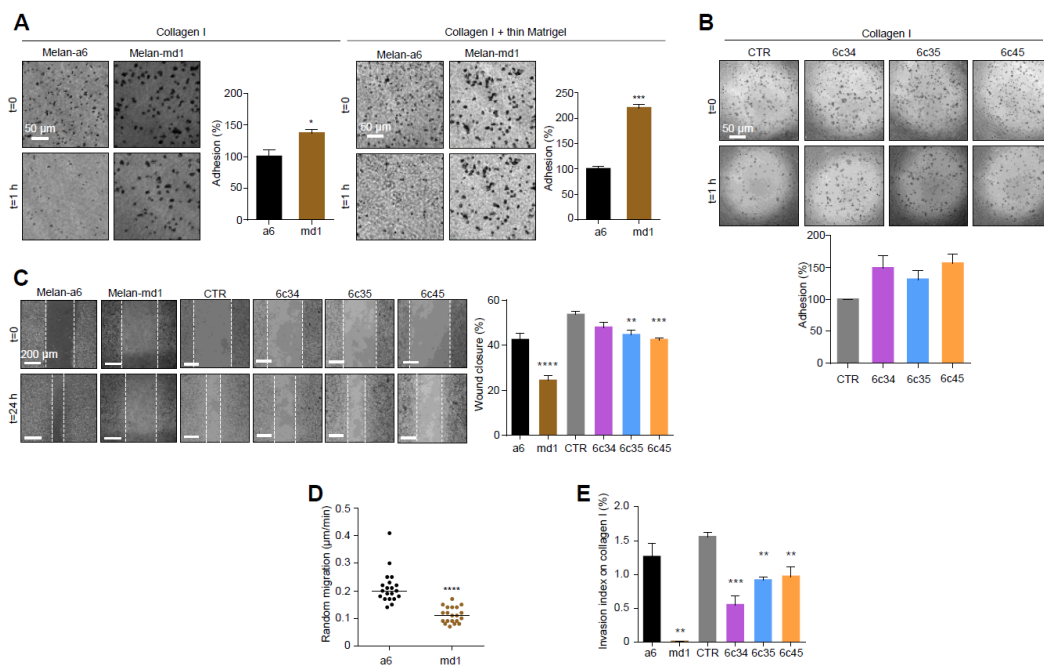 A
Collagen I
Collagen I + thin Matrigel
Melan-a6
Melan-md1
Melan-a6
Melan-md1
t=0
50 µm
t=1 h
Adhesion (%)
200
150
100
50
0
*
a6
md1
t=0
t=1 h
Adhesion (%)
250
200
150
100
50
0
***
a6
md1
B
Collagen I
CTR
6c34
6c35
6c45
t=0
50 µm
t=1 h
Adhesion (%)
200
150
100
50
0
CTR
6c34
6c35
6c45
C
Melan-a6
Melan-md1
CTR
6c34
6c35
6c45
t=0
200 µm
t=24 h
Wound closure (%)
60
40
20
0
****
**
***
a6
md1
CTR
6c34
6c35
6c45
D
Random migration (µm/min)
0.5
0.4
0.3
0.2
0.1
0
****
a6
md1
E
Invasion index on collagen I (%)
2.0
1.5
1.0
0.5
0
**
***
**
**
a6
md1
CTR
6c34
6c35
6c45